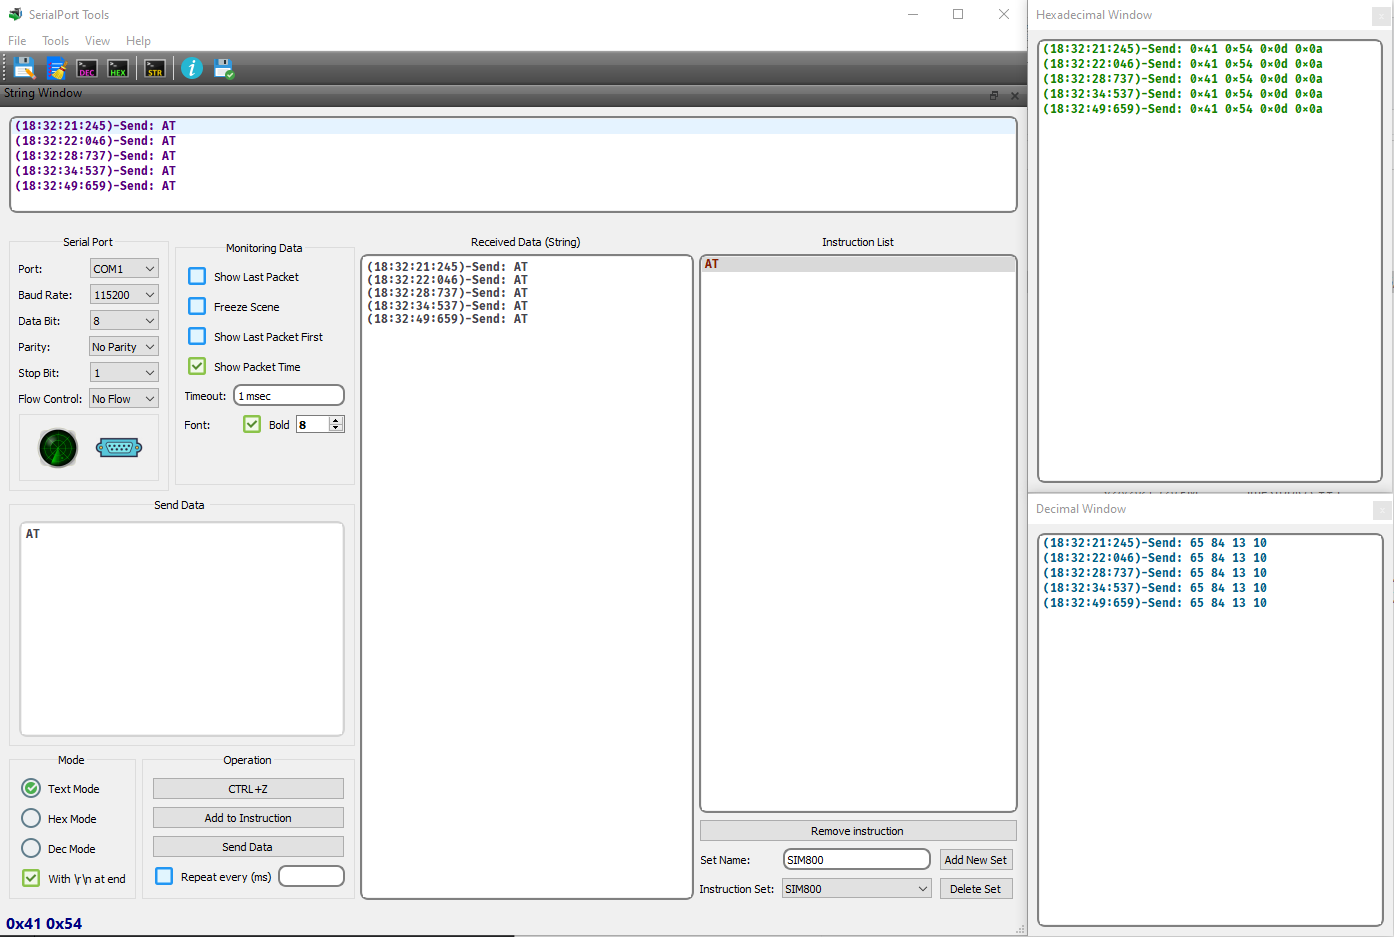 SerialPort Tools
File Tools View Help
DEC HEX STR
String Window
(18:32:21:245)-Send: AT
(18:32:22:046)-Send: AT
(18:32:28:737)-Send: AT
(18:32:34:537)-Send: AT
(18:32:49:659)-Send: AT
Serial Port
Port: COM1
Baud Rate: 115200
Data Bit: 8
Parity: No Parity
Stop Bit: 1
Flow Control: No Flow
Monitoring Data
Show Last Packet
Freeze Scene
Show Last Packet First
Show Packet Time
Timeout: 1 msec
Font: Bold 8
Send Data
AT
Mode
Text Mode
Hex Mode
Dec Mode
With \r\n at end
Operation
CTRL+Z
Add to Instruction
Send Data
Repeat every (ms)
Received Data (String)
(18:32:21:245)-Send: AT
(18:32:22:046)-Send: AT
(18:32:28:737)-Send: AT
(18:32:34:537)-Send: AT
(18:32:49:659)-Send: AT
Instruction List
AT
Remove instruction
Set Name: SIM800 Add New Set
Instruction Set: SIM800 Delete Set
0x41 0x54
Hexadecimal Window
(18:32:21:245)-Send: 0x41 0x54 0x0d 0x0a
(18:32:22:046)-Send: 0x41 0x54 0x0d 0x0a
(18:32:28:737)-Send: 0x41 0x54 0x0d 0x0a
(18:32:34:537)-Send: 0x41 0x54 0x0d 0x0a
(18:32:49:659)-Send: 0x41 0x54 0x0d 0x0a
Decimal Window
(18:32:21:245)-Send: 65 84 13 10
(18:32:22:046)-Send: 65 84 13 10
(18:32:28:737)-Send: 65 84 13 10
(18:32:34:537)-Send: 65 84 13 10
(18:32:49:659)-Send: 65 84 13 10